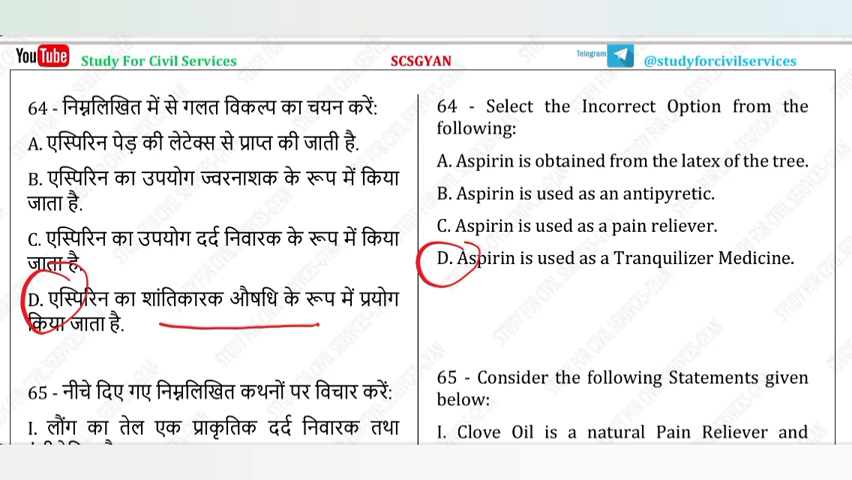 YouTube Study For Civil Services SCSGYAN Telegram @studyforcivilservices
64 - निम्नलिखित में से गलत विकल्प का चयन करें:
A. एस्पिरिन पेड़ की लेटेक्स से प्राप्त की जाती है.
B. एस्पिरिन का उपयोग ज्वरनाशक के रूप में किया
जाता है.
C. एस्पिरिन का उपयोग दर्द निवारक के रूप में किया
जाता है.
D. एस्पिरिन का शांतिकारक औषधि के रूप में प्रयोग
किया जाता है.
65 - नीचे दिए गए निम्नलिखित कथनों पर विचार करें:
I. लौंग का तेल एक प्राकृतिक दर्द निवारक तथा
64 - Select the Incorrect Option from the
following:
A. Aspirin is obtained from the latex of the tree.
B. Aspirin is used as an antipyretic.
C. Aspirin is used as a pain reliever.
D. Aspirin is used as a Tranquilizer Medicine.
65 - Consider the following Statements given
below:
I. Clove Oil is a natural Pain Reliever and